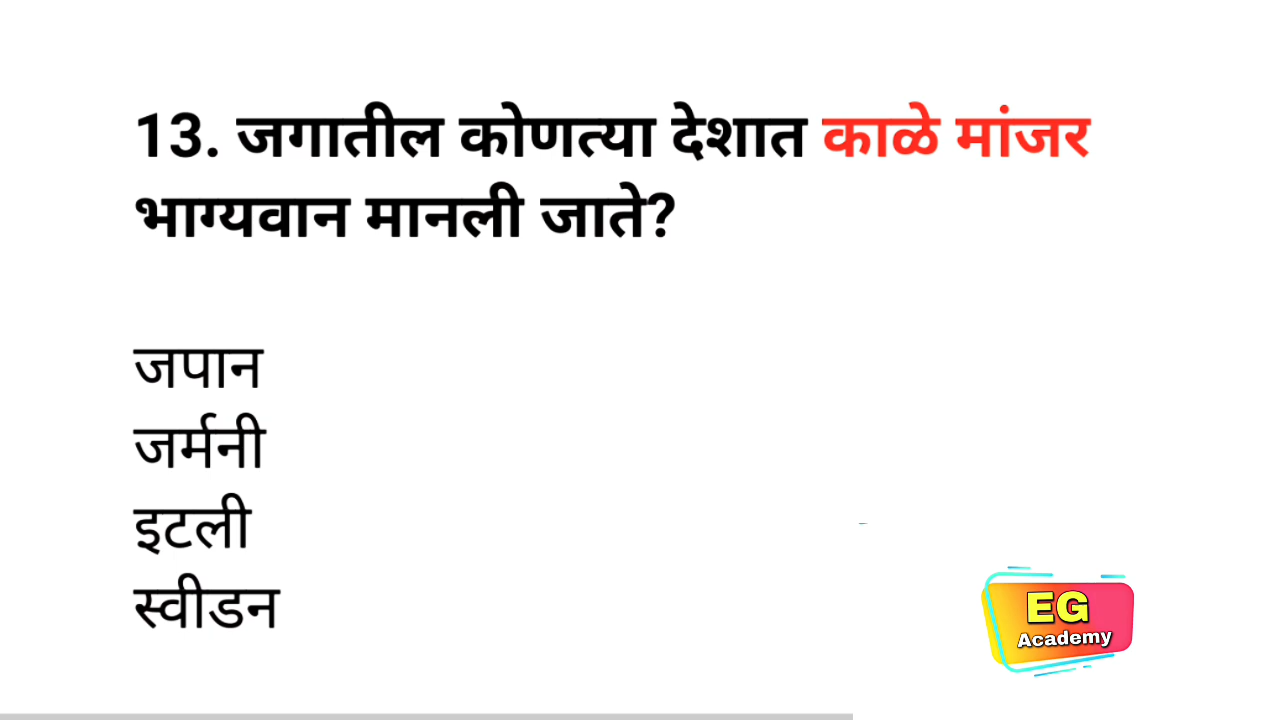 13. जगातील कोणत्या देशात काळे मांजर
भाग्यवान मानली जाते?
जपान
जर्मनी
इटली
स्वीडन
EG
Academy